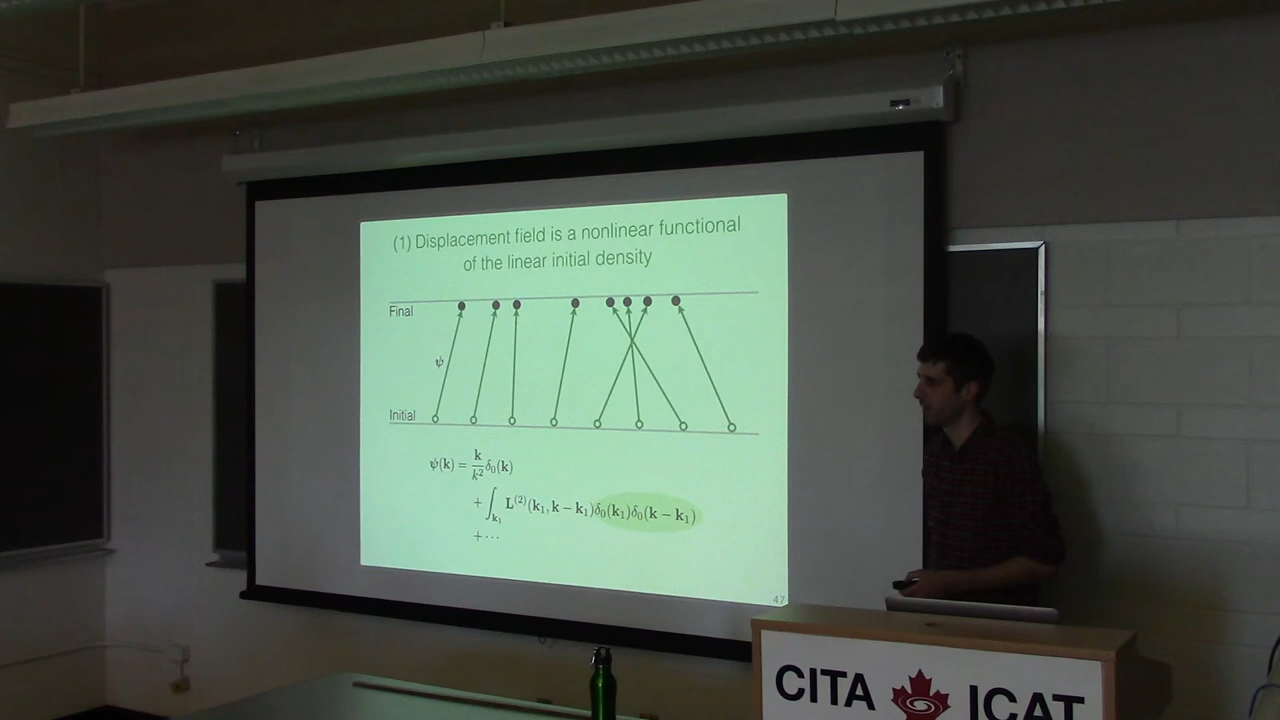 (1) Displacement field is a nonlinear functional
of the linear initial density
Final
ψ
Initial
ψ(k) = k/k² δ₀(k)
+ ∫_k₁ L⁽²⁾(k₁, k − k₁)δ₀(k₁)δ₀(k − k₁)
+ ⋯
47
CITA ICAT